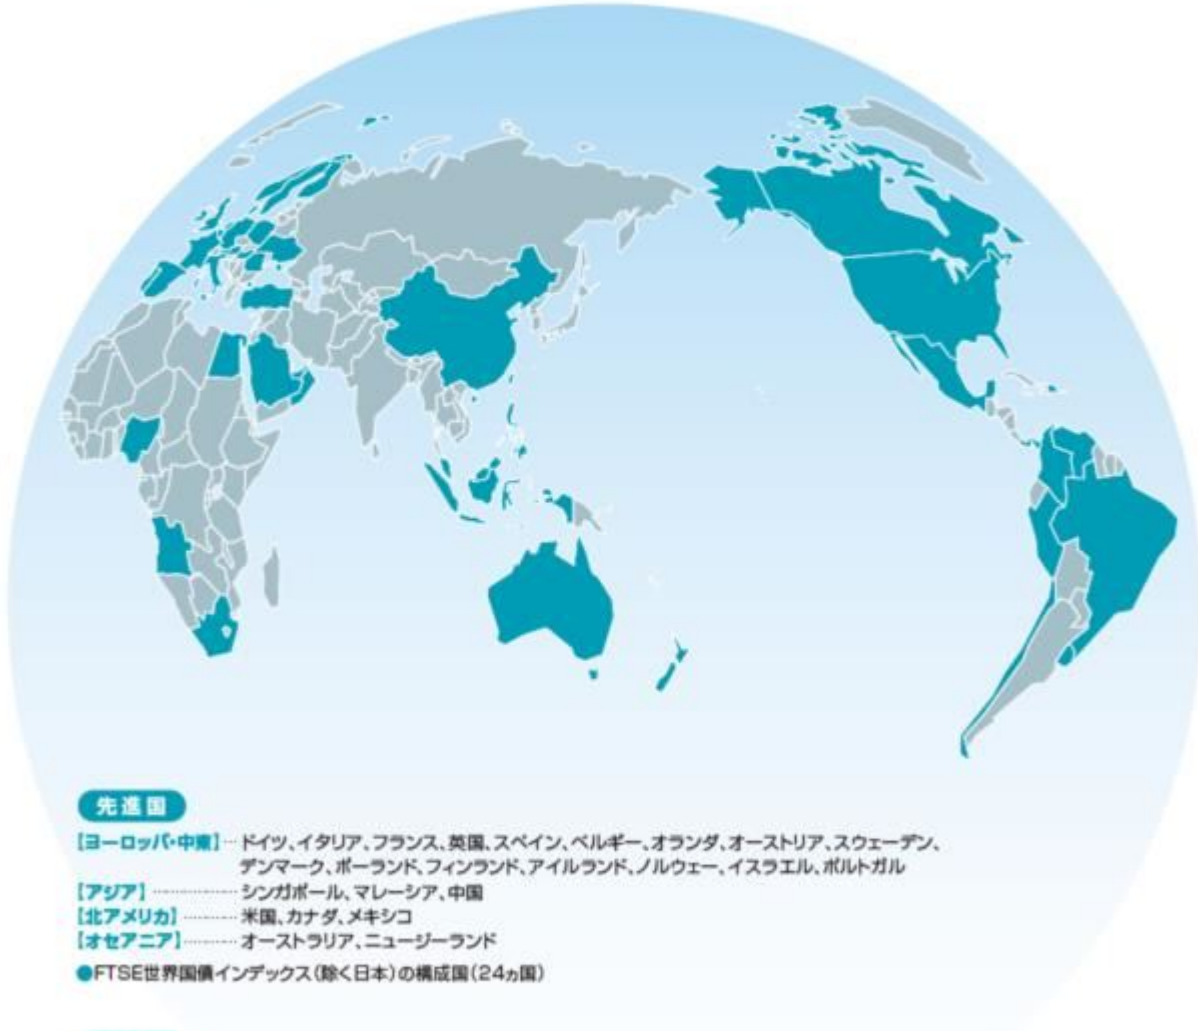 先進国
【ヨーロッパ・中東】…ドイツ、イタリア、フランス、英国、スペイン、ベルギー、オランダ、オーストリア、スウェーデン、
デンマーク、ポーランド、フィンランド、アイルランド、ノルウェー、イスラエル、ポルトガル
【アジア】…………シンガポール、マレーシア、中国
【北アメリカ】………米国、カナダ、メキシコ
【オセアニア】………オーストラリア、ニュージーランド
●FTSE世界国債インデックス（除く日本）の構成国（24ヵ国）